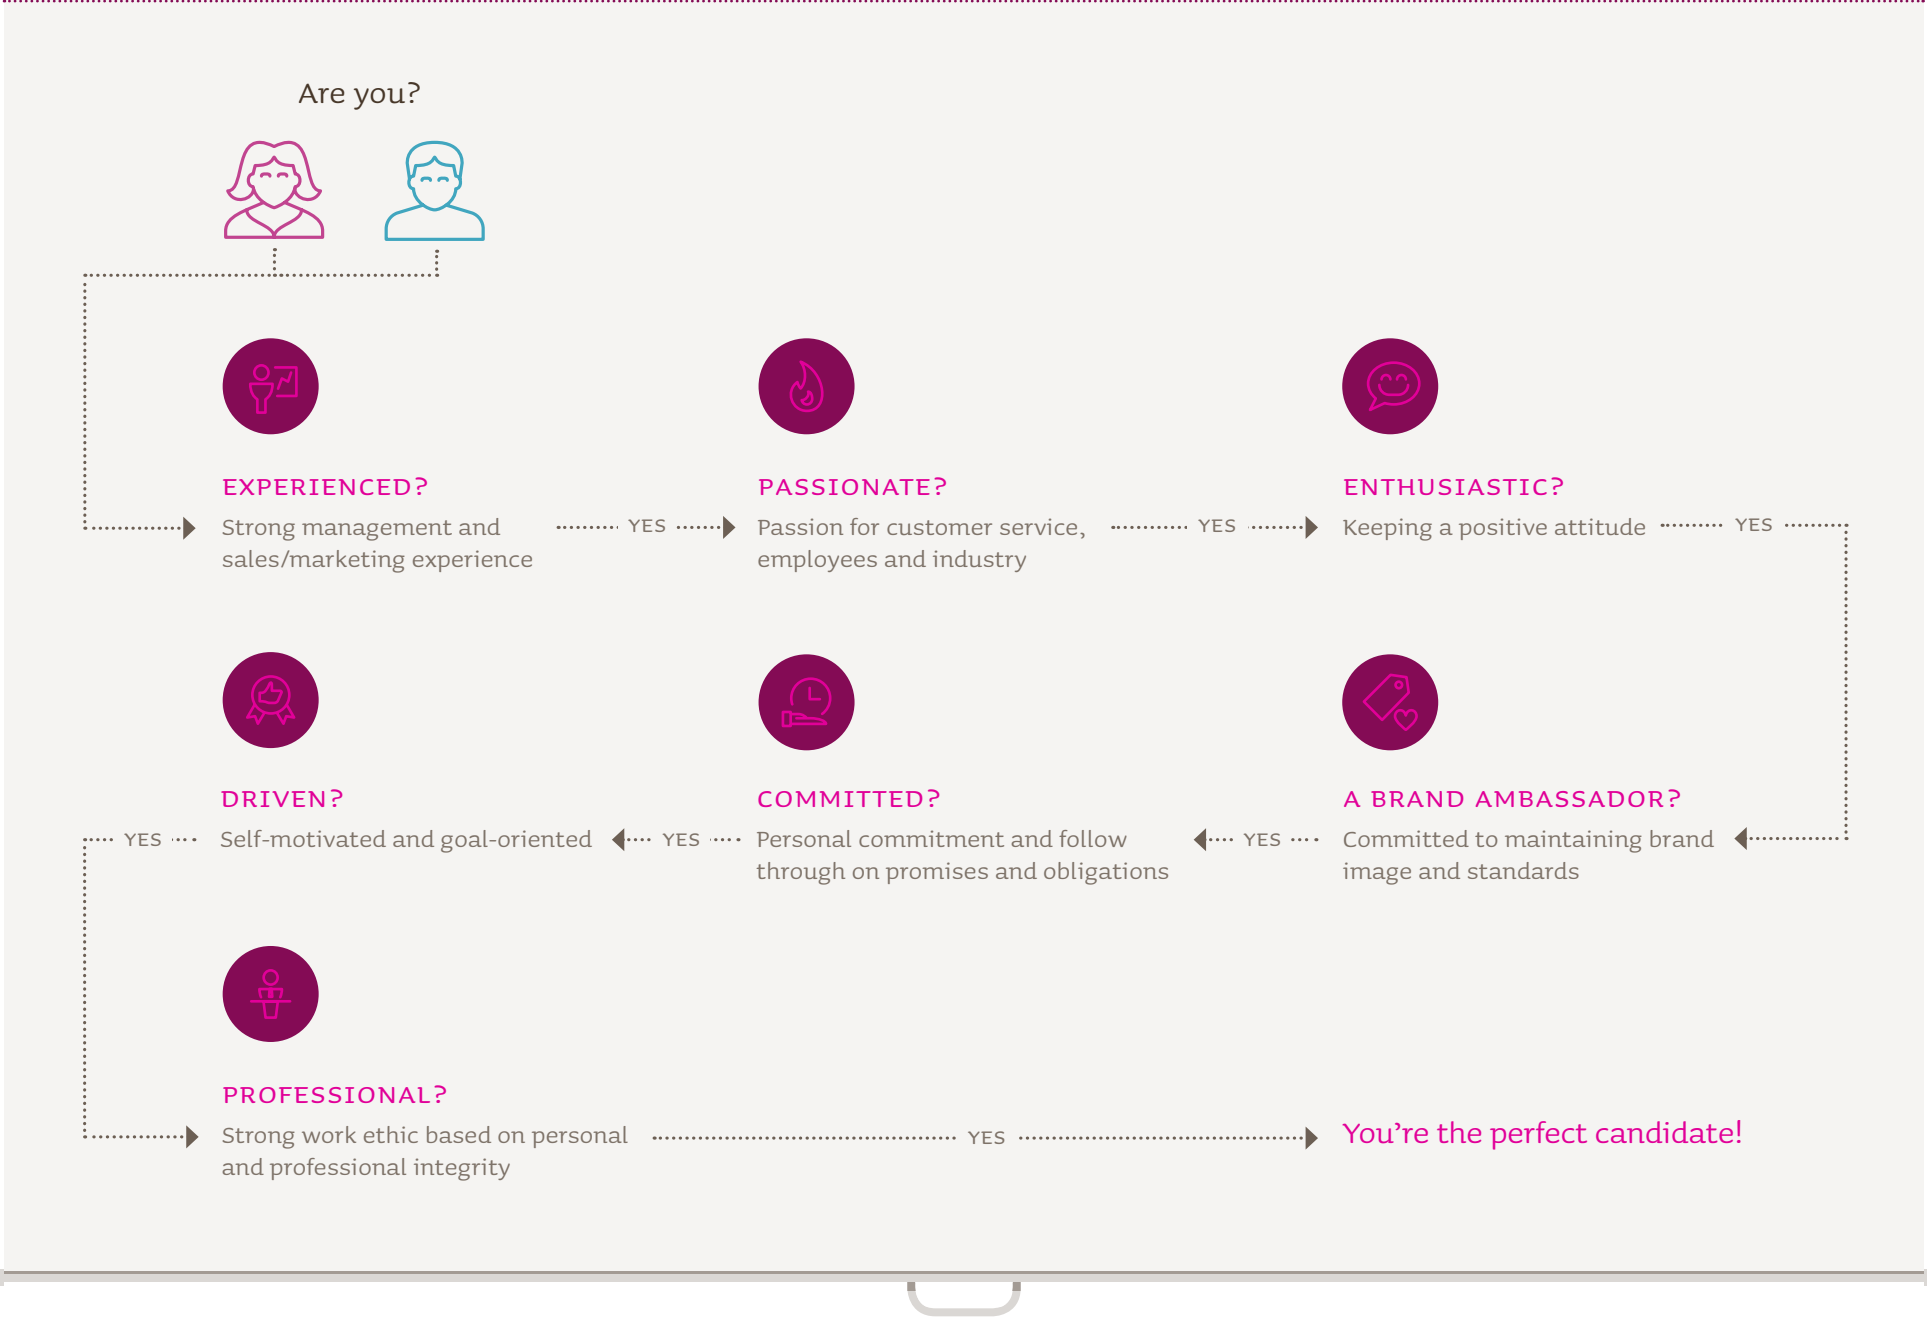 Are you?
EXPERIENCED?
Strong management and
sales/marketing experience
YES
PASSIONATE?
Passion for customer service,
employees and industry
YES
ENTHUSIASTIC?
Keeping a positive attitude
YES
A BRAND AMBASSADOR?
Committed to maintaining brand
image and standards
YES
COMMITTED?
Personal commitment and follow
through on promises and obligations
YES
DRIVEN?
Self-motivated and goal-oriented
YES
PROFESSIONAL?
Strong work ethic based on personal
and professional integrity
YES
You're the perfect candidate!